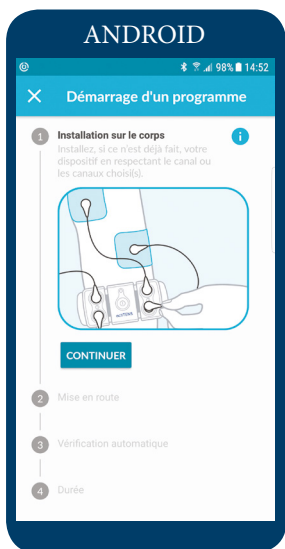 ANDROID
98% 14:52
Démarrage d'un programme
1 Installation sur le corps
Installez, si ce n'est déjà fait, votre
dispositif en respectant le canal ou
les canaux choisi(s).
CONTINUER
2 Mise en route
3 Vérification automatique
4 Durée